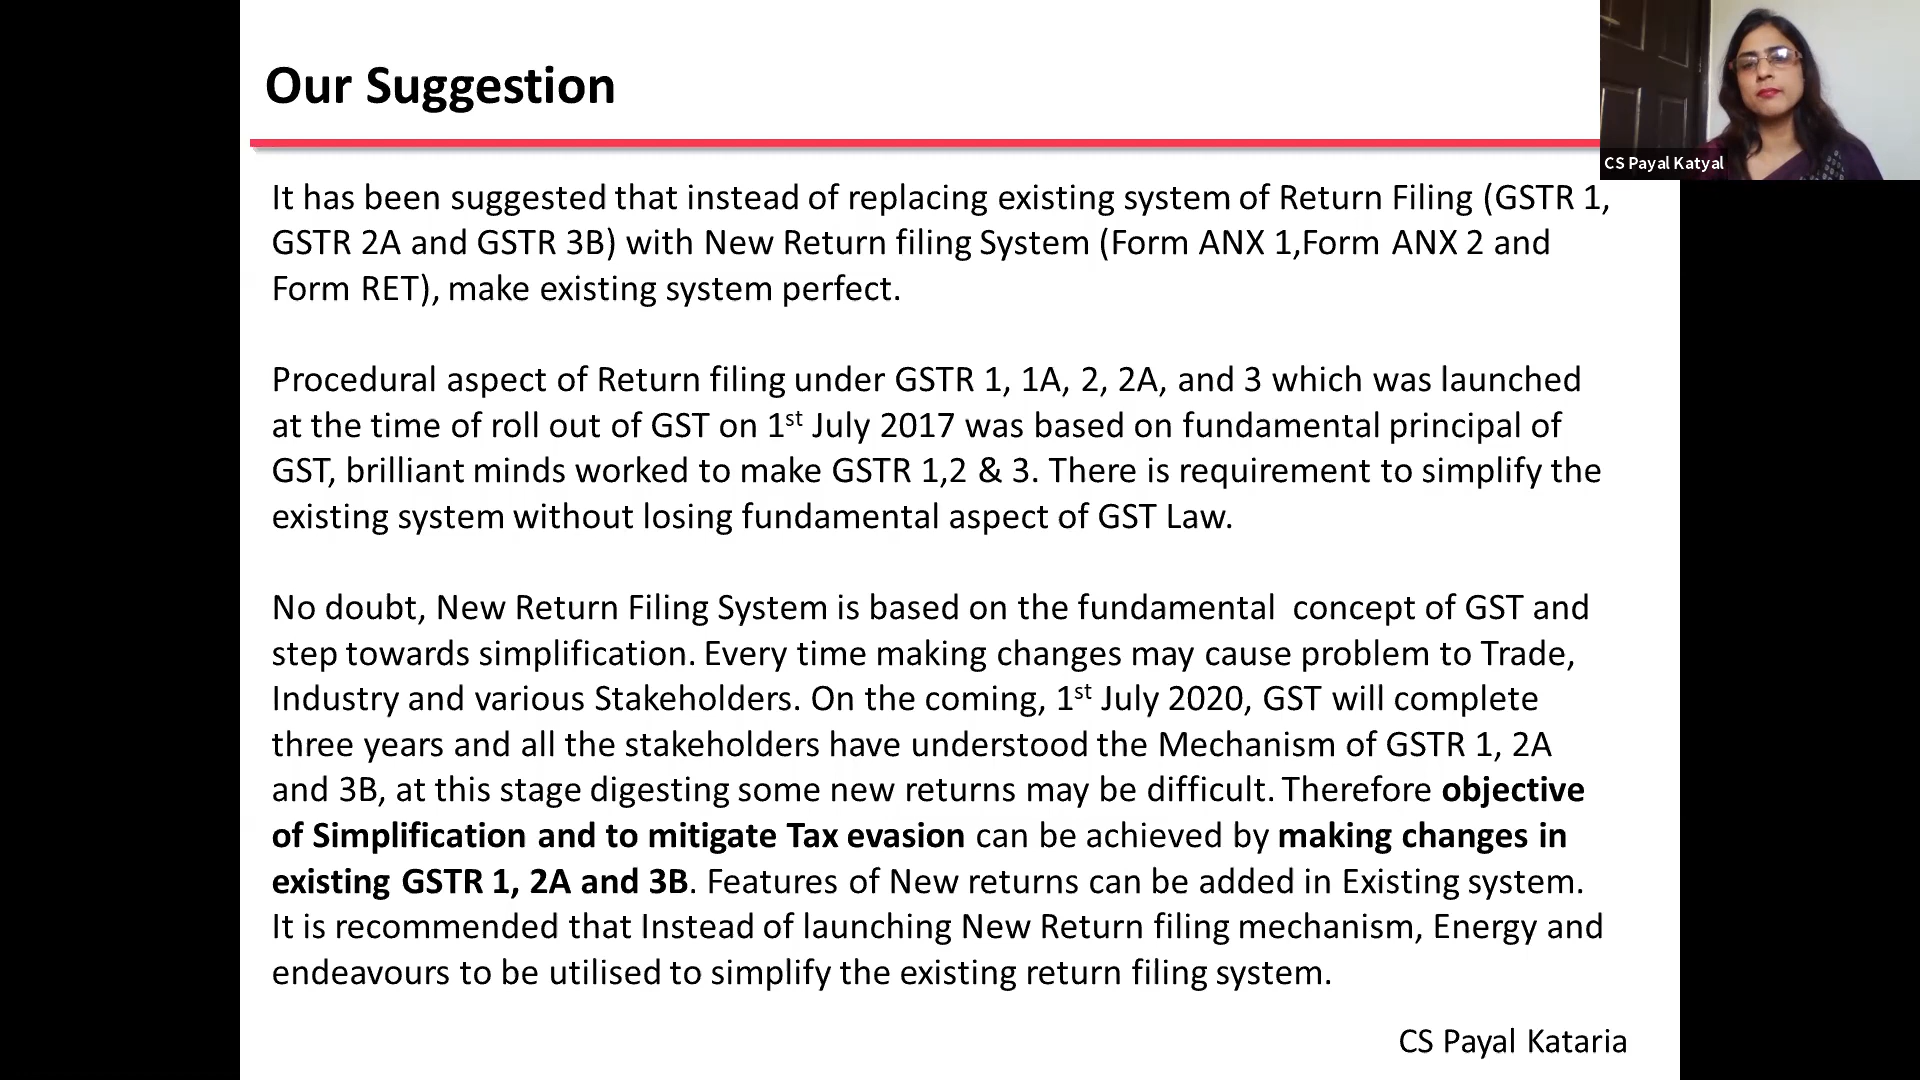 Our Suggestion
CS Payal Katyal
It has been suggested that instead of replacing existing system of Return Filing (GSTR 1,
GSTR 2A and GSTR 3B) with New Return filing System (Form ANX 1,Form ANX 2 and
Form RET), make existing system perfect.
Procedural aspect of Return filing under GSTR 1, 1A, 2, 2A, and 3 which was launched
at the time of roll out of GST on 1st July 2017 was based on fundamental principal of
GST, brilliant minds worked to make GSTR 1,2 & 3. There is requirement to simplify the
existing system without losing fundamental aspect of GST Law.
No doubt, New Return Filing System is based on the fundamental concept of GST and
step towards simplification. Every time making changes may cause problem to Trade,
Industry and various Stakeholders. On the coming, 1st July 2020, GST will complete
three years and all the stakeholders have understood the Mechanism of GSTR 1, 2A
and 3B, at this stage digesting some new returns may be difficult. Therefore objective
of Simplification and to mitigate Tax evasion can be achieved by making changes in
existing GSTR 1, 2A and 3B. Features of New returns can be added in Existing system.
It is recommended that Instead of launching New Return filing mechanism, Energy and
endeavours to be utilised to simplify the existing return filing system.
CS Payal Kataria